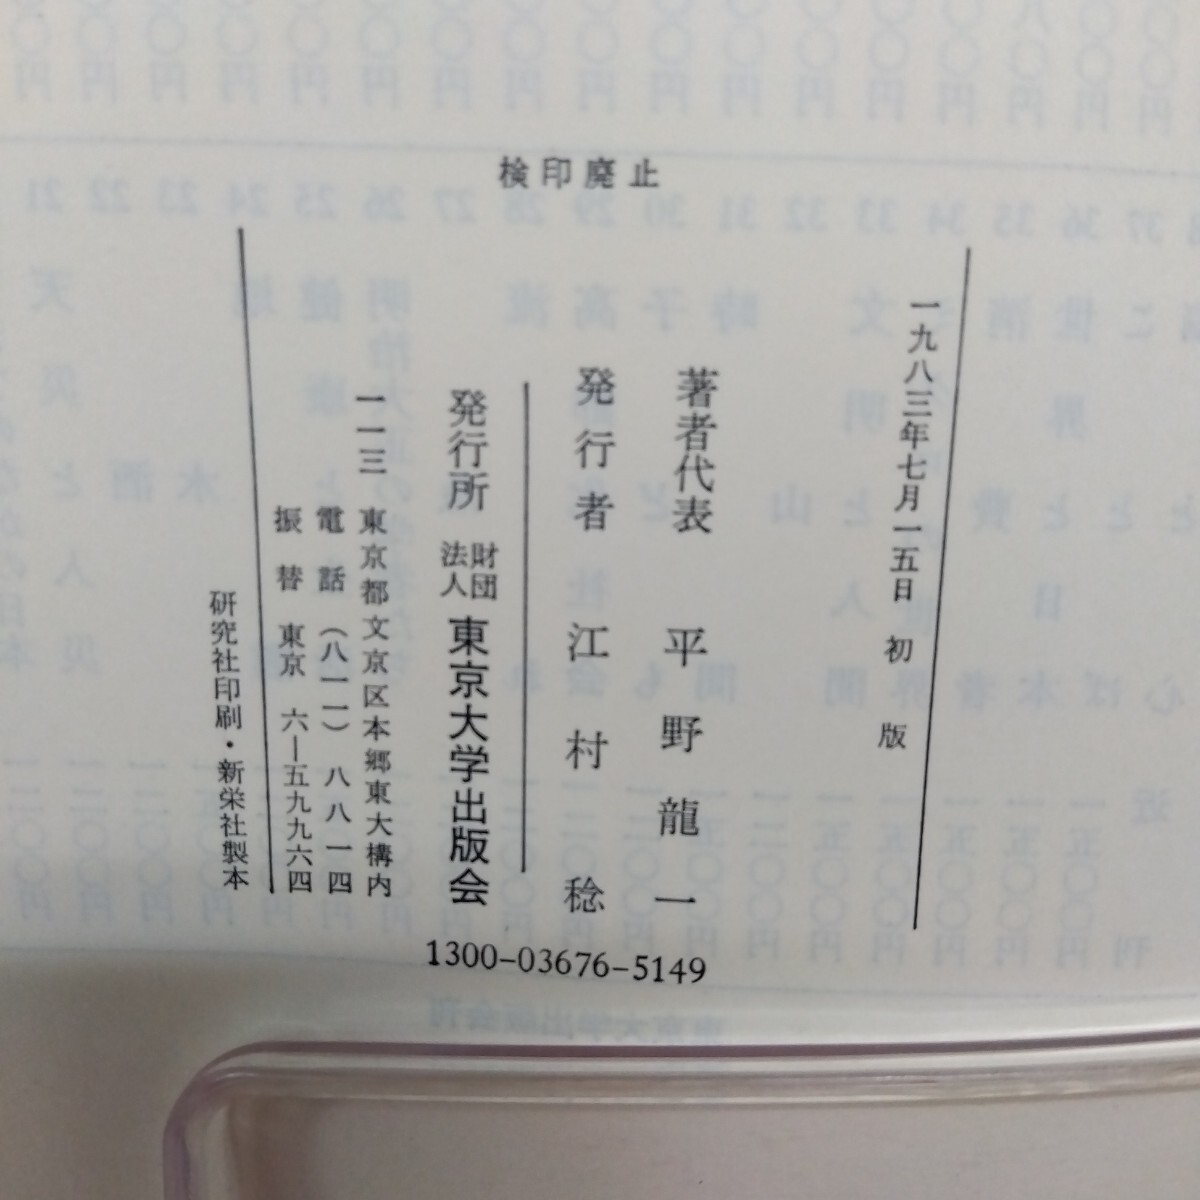 検印廃止
一九八三年七月一五日 初版
著者代表 平野龍一
発行者 江村稔
発行所 財団法人 東京大学出版会
一一三 東京都文京区本郷東大構内
電話(八一一)八八一四
振替東京六―五九九六四
研究社印刷・新栄社製本
1300-03676-5149